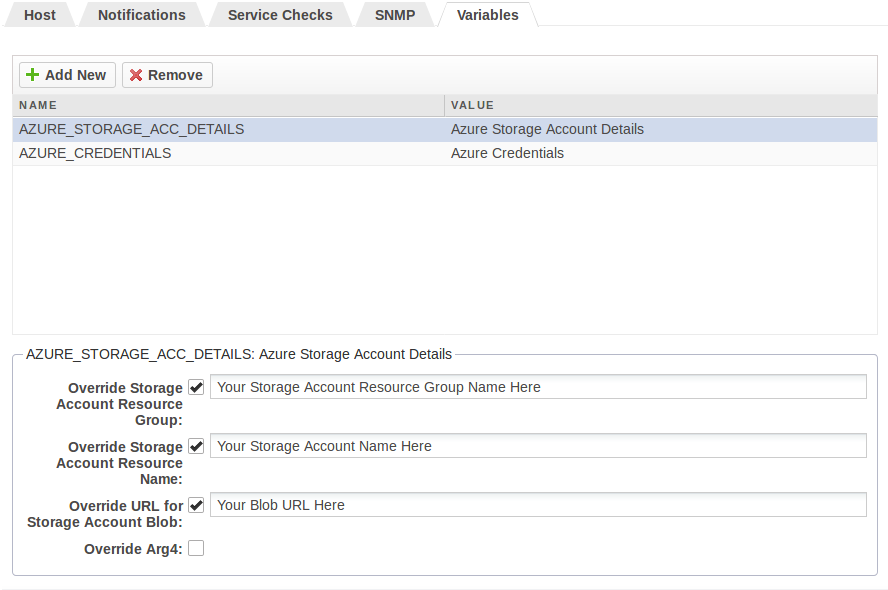 Host Notifications Service Checks SNMP Variables
Add New Remove
NAME VALUE
AZURE_STORAGE_ACC_DETAILS Azure Storage Account Details
AZURE_CREDENTIALS Azure Credentials
AZURE_STORAGE_ACC_DETAILS: Azure Storage Account Details
Override Storage Your Storage Account Resource Group Name Here
Account Resource
Group:
Override Storage Your Storage Account Name Here
Account Resource
Name:
Override URL for Your Blob URL Here
Storage Account Blob:
Override Arg4: